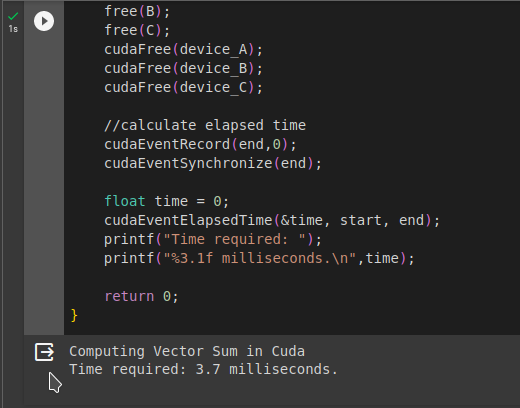 free(B);
free(C);
cudaFree(device_A);
cudaFree(device_B);
cudaFree(device_C);
//calculate elapsed time
cudaEventRecord(end,0);
cudaEventSynchronize(end);
float time = 0;
cudaEventElapsedTime(&time, start, end);
printf("Time required: ");
printf("%3.1f milliseconds.\n",time);
return 0;
}
1s
Computing Vector Sum in Cuda
Time required: 3.7 milliseconds.